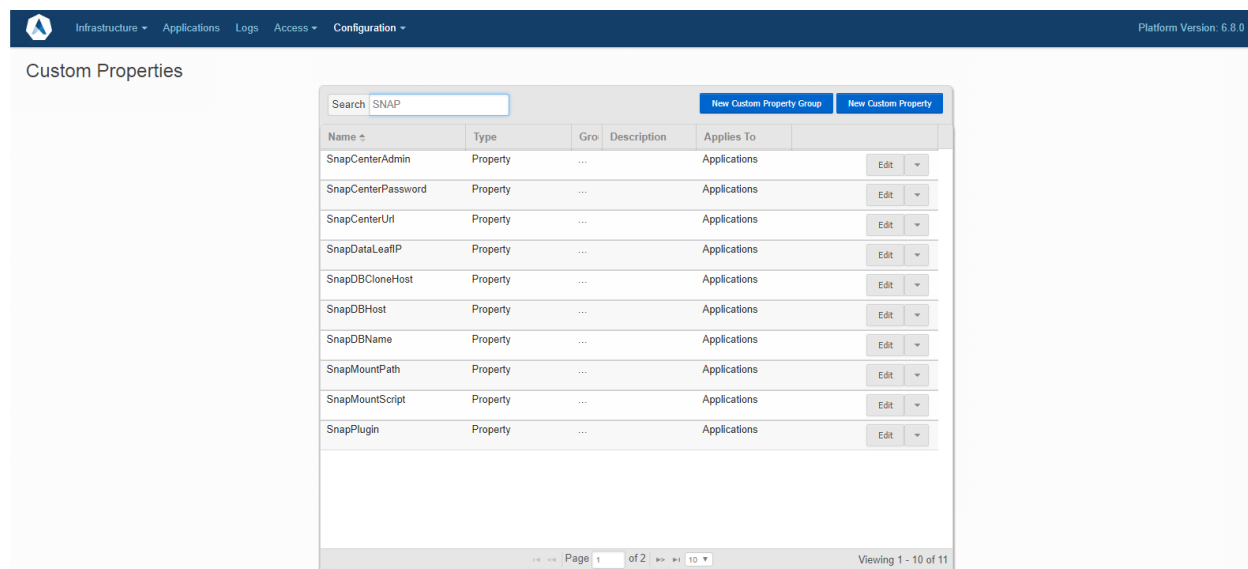 Infrastructure Applications Logs Access Configuration Platform Version: 6.8.0
Custom Properties
Search SNAP New Custom Property Group New Custom Property
Name Type Gro Description Applies To
SnapCenterAdmin Property ... Applications Edit
SnapCenterPassword Property ... Applications Edit
SnapCenterUrl Property ... Applications Edit
SnapDataLeafIP Property ... Applications Edit
SnapDBCloneHost Property ... Applications Edit
SnapDBHost Property ... Applications Edit
SnapDBName Property ... Applications Edit
SnapMountPath Property ... Applications Edit
SnapMountScript Property ... Applications Edit
SnapPlugin Property ... Applications Edit
Page 1 of 2 10 Viewing 1 - 10 of 11